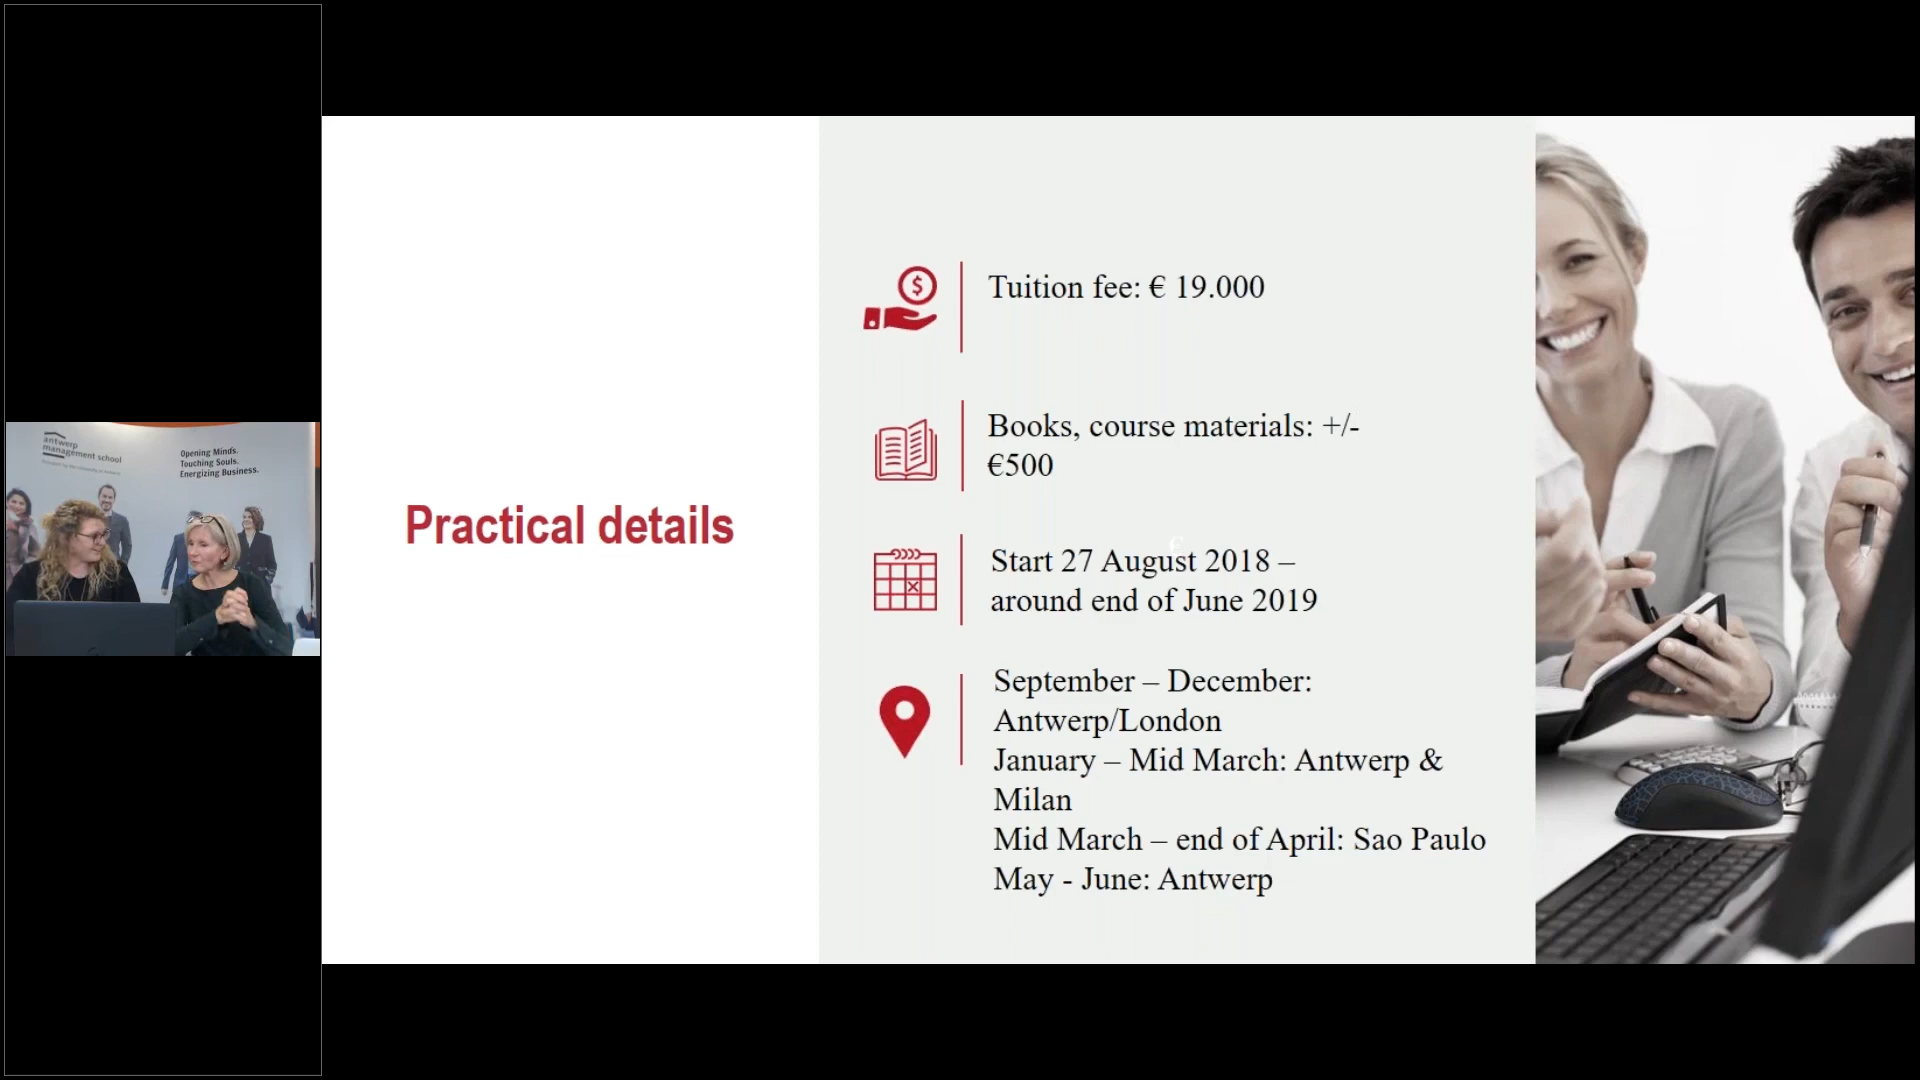 antwerp
management school
Opening Minds.
Touching Souls.
Energizing Business.
Practical details
Tuition fee: € 19.000
Books, course materials: +/-
€500
€
Start 27 August 2018 –
around end of June 2019
September – December:
Antwerp/London
January – Mid March: Antwerp &
Milan
Mid March – end of April: Sao Paulo
May - June: Antwerp